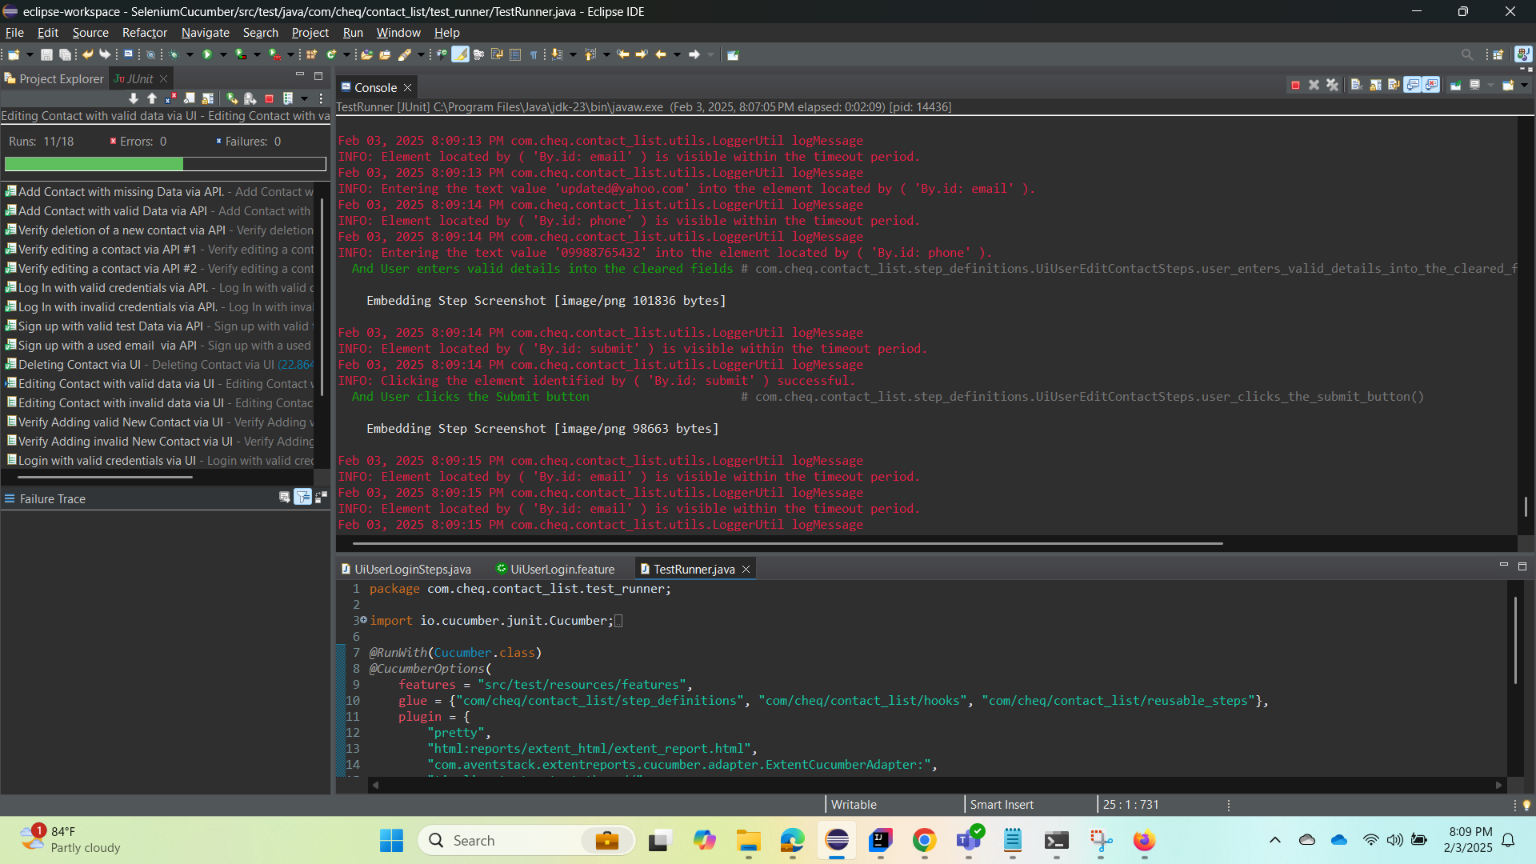 eclipse-workspace - SeleniumCucumber/src/test/java/com/cheq/contact_list/test_runner/TestRunner.java - Eclipse IDE
File Edit Source Refactor Navigate Search Project Run Window Help
Project Explorer JUnit
Editing Contact with valid data via UI - Editing Contact with va
Runs: 11/18 Errors: 0 Failures: 0
Add Contact with missing Data via API. - Add Contact w
Add Contact with valid Data via API - Add Contact with
Verify deletion of a new contact via API - Verify deletion
Verify editing a contact via API #1 - Verify editing a cont
Verify editing a contact via API #2 - Verify editing a cont
Log In with valid credentials via API. - Log In with valid c
Log In with invalid credentials via API. - Log In with inva
Sign up with valid test Data via API - Sign up with valid
Sign up with a used email via API - Sign up with a used
Deleting Contact via UI - Deleting Contact via UI (22.864
Editing Contact with valid data via UI - Editing Contact
Editing Contact with invalid data via UI - Editing Contac
Verify Adding valid New Contact via UI - Verify Adding v
Verify Adding invalid New Contact via UI - Verify Adding
Login with valid credentials via UI - Login with valid cre
Failure Trace
Console
TestRunner [JUnit] C:\Program Files\Java\jdk-23\bin\javaw.exe (Feb 3, 2025, 8:07:05 PM elapsed: 0:02:09) [pid: 14436]
Feb 03, 2025 8:09:13 PM com.cheq.contact_list.utils.LoggerUtil logMessage
INFO: Element located by ( 'By.id: email' ) is visible within the timeout period.
Feb 03, 2025 8:09:13 PM com.cheq.contact_list.utils.LoggerUtil logMessage
INFO: Entering the text value 'updated@yahoo.com' into the element located by ( 'By.id: email' ).
Feb 03, 2025 8:09:14 PM com.cheq.contact_list.utils.LoggerUtil logMessage
INFO: Element located by ( 'By.id: phone' ) is visible within the timeout period.
Feb 03, 2025 8:09:14 PM com.cheq.contact_list.utils.LoggerUtil logMessage
INFO: Entering the text value '09988765432' into the element located by ( 'By.id: phone' ).
And User enters valid details into the cleared fields # com.cheq.contact_list.step_definitions.UiUserEditContactSteps.user_enters_valid_details_into_the_cleared_f
Embedding Step Screenshot [image/png 101836 bytes]
Feb 03, 2025 8:09:14 PM com.cheq.contact_list.utils.LoggerUtil logMessage
INFO: Element located by ( 'By.id: submit' ) is visible within the timeout period.
Feb 03, 2025 8:09:14 PM com.cheq.contact_list.utils.LoggerUtil logMessage
INFO: Clicking the element identified by ( 'By.id: submit' ) successful.
And User clicks the Submit button # com.cheq.contact_list.step_definitions.UiUserEditContactSteps.user_clicks_the_submit_button()
Embedding Step Screenshot [image/png 98663 bytes]
Feb 03, 2025 8:09:15 PM com.cheq.contact_list.utils.LoggerUtil logMessage
INFO: Element located by ( 'By.id: email' ) is visible within the timeout period.
Feb 03, 2025 8:09:15 PM com.cheq.contact_list.utils.LoggerUtil logMessage
INFO: Element located by ( 'By.id: email' ) is visible within the timeout period.
Feb 03, 2025 8:09:15 PM com.cheq.contact_list.utils.LoggerUtil logMessage
UiUserLoginSteps.java UiUserLogin.feature TestRunner.java
1 package com.cheq.contact_list.test_runner;
2
3 import io.cucumber.junit.Cucumber;
6
7 @RunWith(Cucumber.class)
8 @CucumberOptions(
9 features = "src/test/resources/features",
10 glue = {"com/cheq/contact_list/step_definitions", "com/cheq/contact_list/hooks", "com/cheq/contact_list/reusable_steps"},
11 plugin = {
12 "pretty",
13 "html:reports/extent_html/extent_report.html",
14 "com.aventstack.extentreports.cucumber.adapter.ExtentCucumberAdapter:",
Writable Smart Insert 25 : 1 : 731
1 84°F
Partly cloudy
Search
8:09 PM
2/3/2025